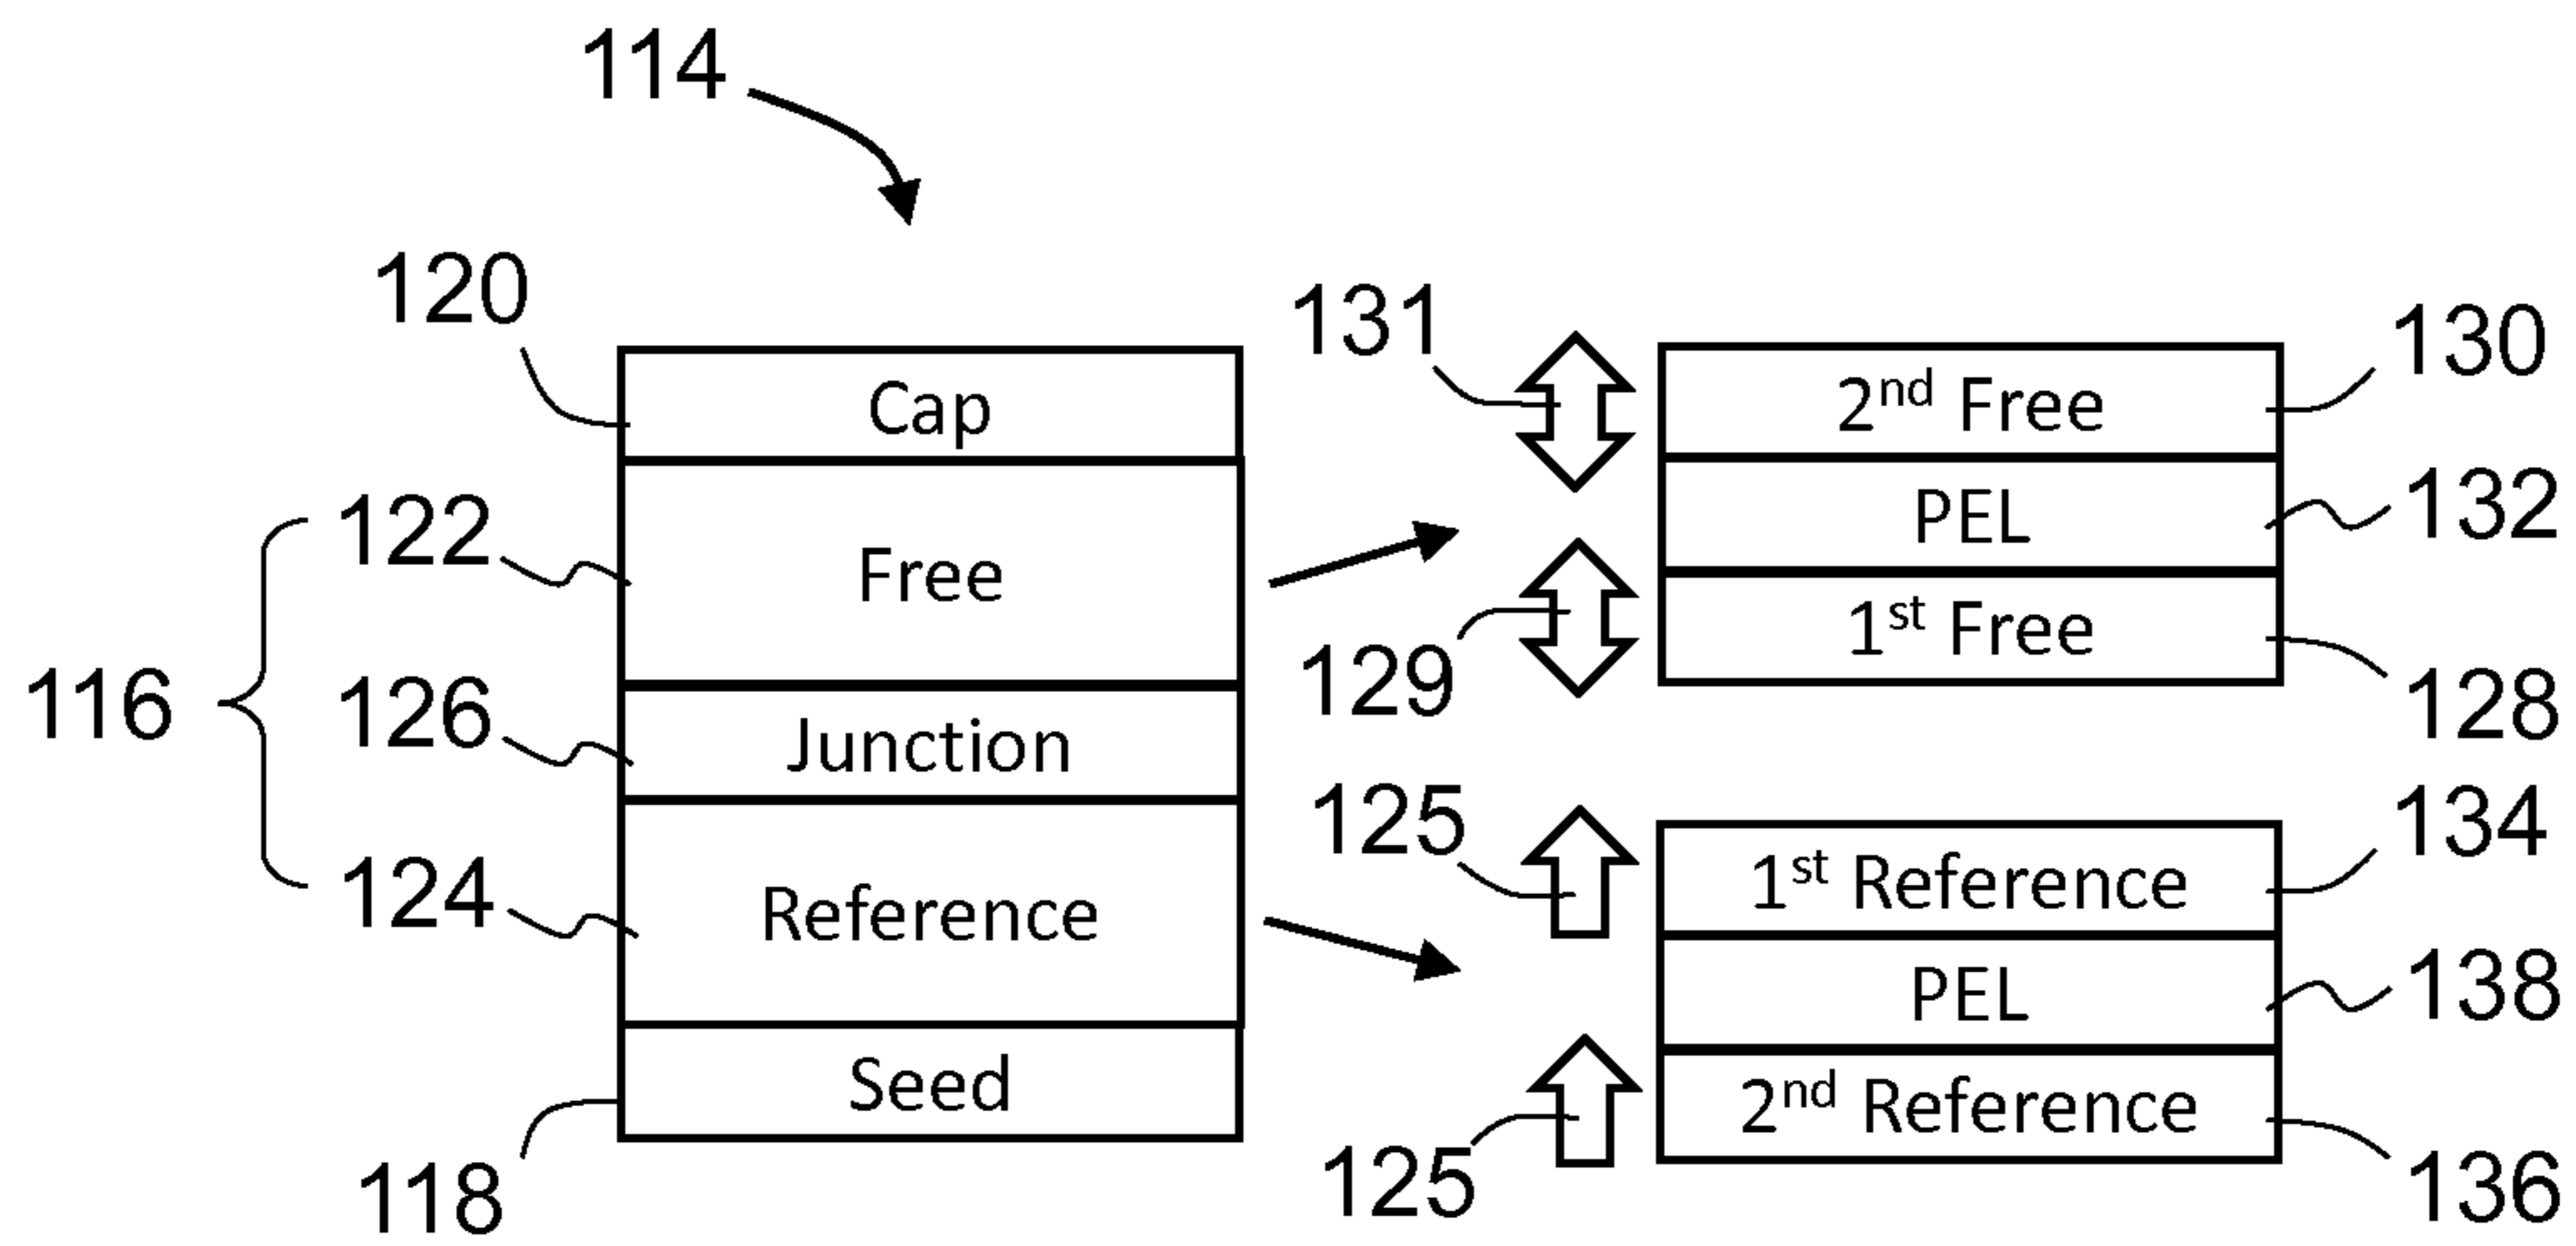 114
120
Cap
122
Free
116
126
Junction
124
Reference
Seed
118
131
2nd Free
130
PEL
132
129
1st Free
128
125
1st Reference
134
PEL
138
125
2nd Reference
136